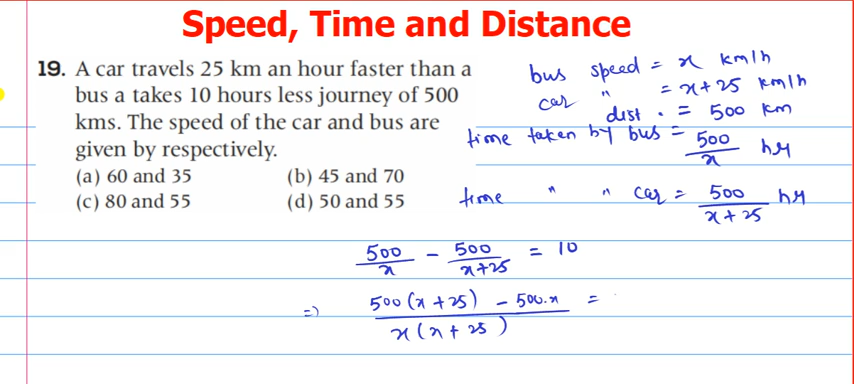 Speed, Time and Distance
19. A car travels 25 km an hour faster than a
bus a takes 10 hours less journey of 500
kms. The speed of the car and bus are
given by respectively.
(a) 60 and 35 (b) 45 and 70
(c) 80 and 55 (d) 50 and 55
bus speed = x km/h
car " = x+25 km/h
dist. = 500 km
time taken by bus = 500/x hr
time " " car = 500/x+25 hr
500/x - 500/x+25 = 10
=> 500(x+25) - 500.x / x(x+25) =